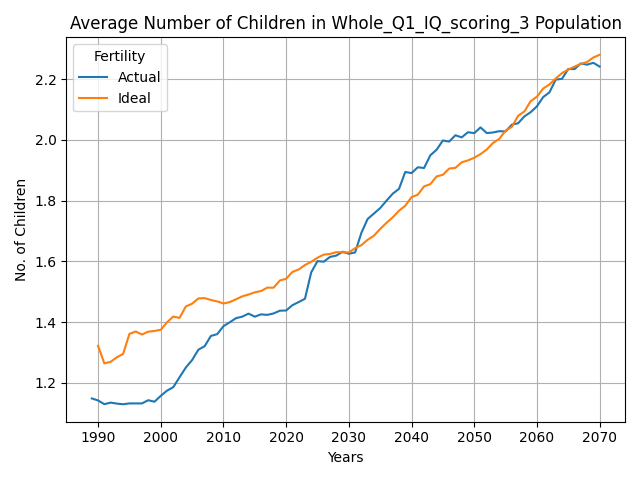 Average Number of Children in Whole_Q1_IQ_scoring_3 Population
Fertility
Actual
Ideal
2.2
2.0
1.8
1.6
1.4
1.2
No. of Children
1990 2000 2010 2020 2030 2040 2050 2060 2070
Years